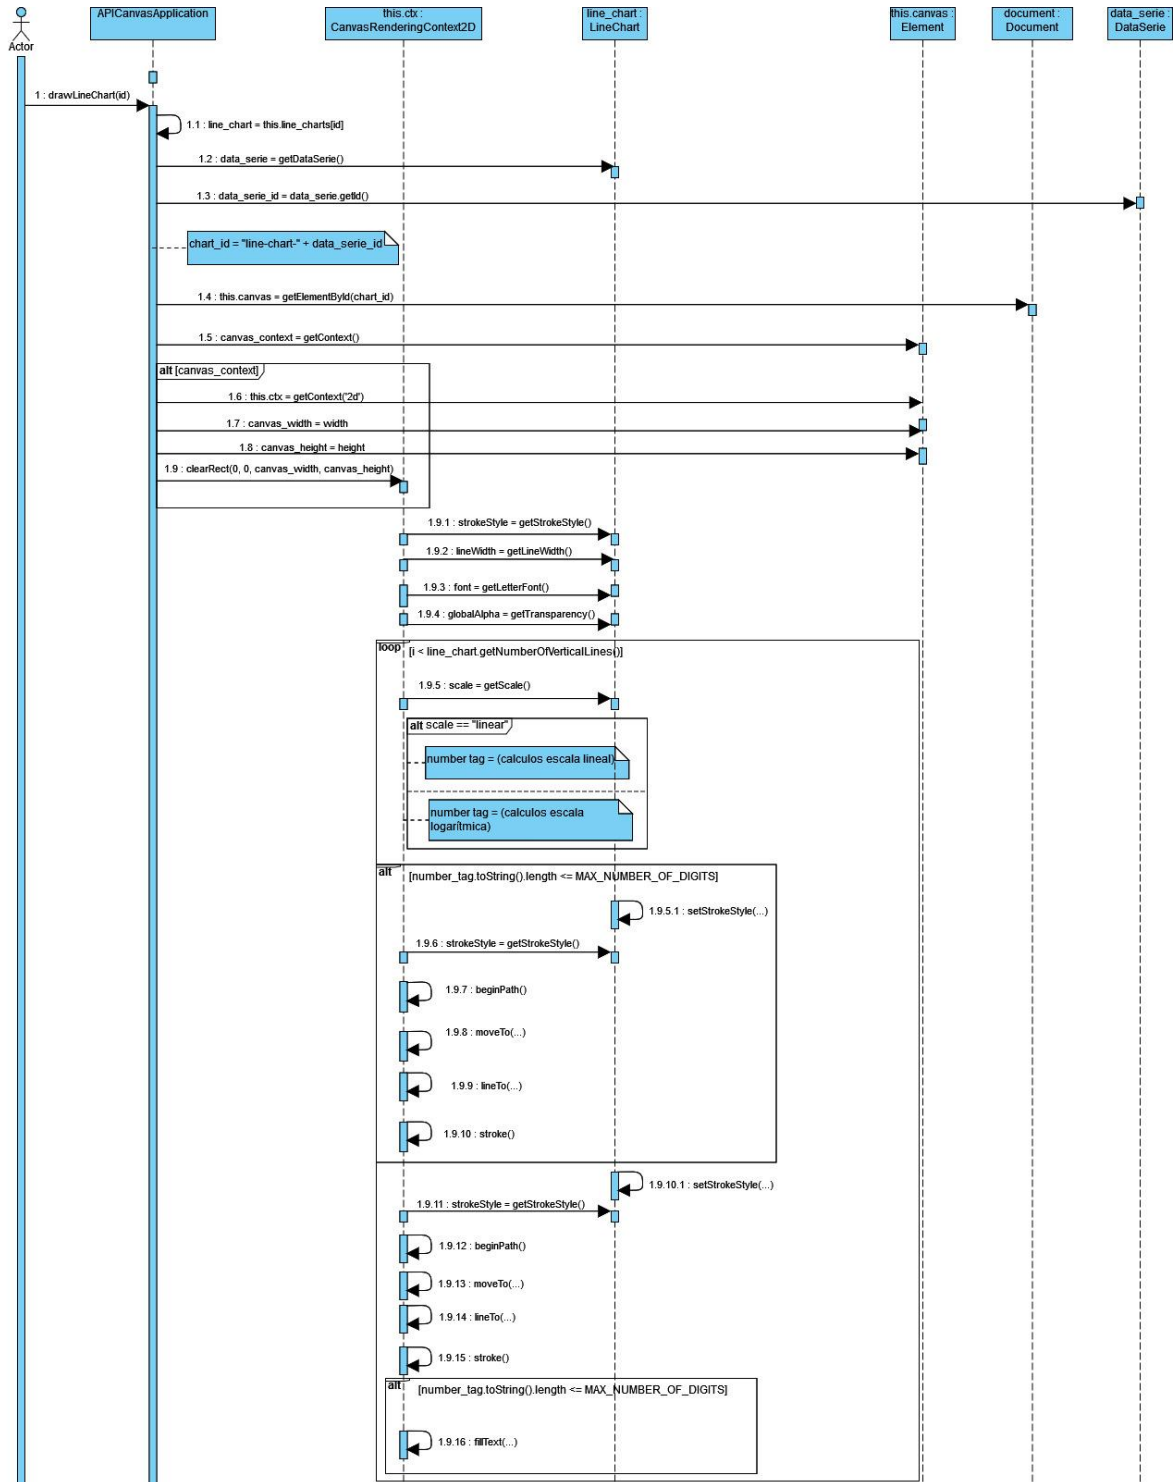 APICanvasApplication
this.ctx :
CanvasRenderingContext2D
line_chart :
LineChart
this.canvas :
Element
document :
Document
data_serie :
DataSerie
Actor
1 : drawLineChart(id)
1.1 : line_chart = this.line_charts[id]
1.2 : data_serie = getDataSerie()
1.3 : data_serie_id = data_serie.getId()
chart_id = "line-chart-" + data_serie_id
1.4 : this.canvas = getElementById(chart_id)
1.5 : canvas_context = getContext()
alt [canvas_context]
1.6 : this.ctx = getContext('2d')
1.7 : canvas_width = width
1.8 : canvas_height = height
1.9 : clearRect(0, 0, canvas_width, canvas_height)
1.9.1 : strokeStyle = getStrokeStyle()
1.9.2 : lineWidth = getLineWidth()
1.9.3 : font = getLetterFont()
1.9.4 : globalAlpha = getTransparency()
loop [i < line_chart.getNumberOfVerticalLines()]
1.9.5 : scale = getScale()
alt scale == "linear"
number tag = (calculos escala lineal)
number tag = (calculos escala
logarítmica)
alt [number_tag.toString().length <= MAX_NUMBER_OF_DIGITS]
1.9.5.1 : setStrokeStyle(...)
1.9.6 : strokeStyle = getStrokeStyle()
1.9.7 : beginPath()
1.9.8 : moveTo(...)
1.9.9 : lineTo(...)
1.9.10 : stroke()
1.9.10.1 : setStrokeStyle(...)
1.9.11 : strokeStyle = getStrokeStyle()
1.9.12 : beginPath()
1.9.13 : moveTo(...)
1.9.14 : lineTo(...)
1.9.15 : stroke()
alt [number_tag.toString().length <= MAX_NUMBER_OF_DIGITS]
1.9.16 : fillText(...)